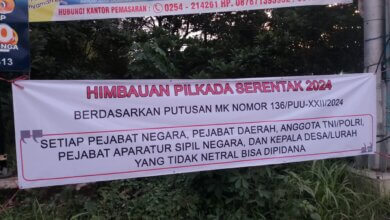 HUBUNGI KANTOR PEMASARAN : 0254 - 214261 HP.
HIMBAUAN PILKADA SERENTAK 2024
BERDASARKAN PUTUSAN MK NOMOR 136/PUU-XXII/2024
"SETIAP PEJABAT NEGARA, PEJABAT DAERAH, ANGGOTA TNI/POLRI,
PEJABAT APARATUR SIPIL NEGARA, DAN KEPALA DESA/LURAH
YANG TIDAK NETRAL BISA DIPIDANA"